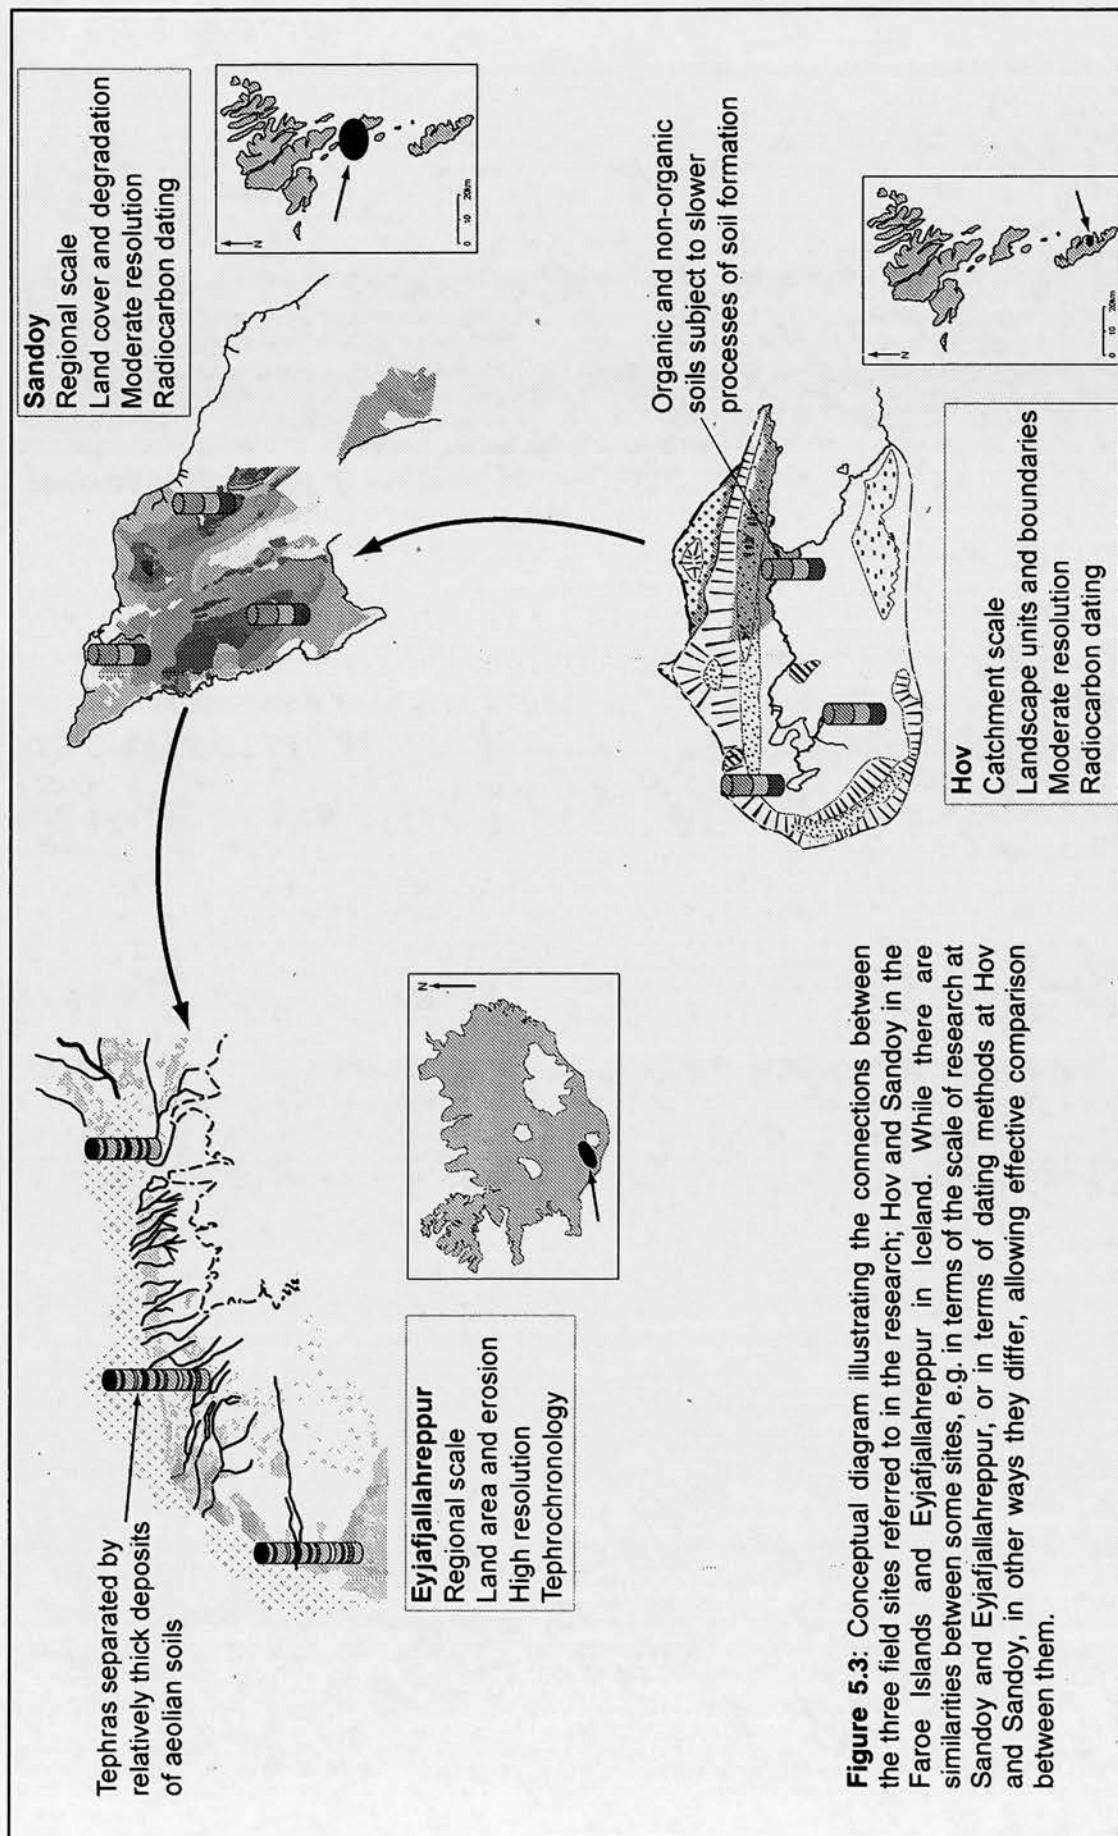 Tephras separated by
relatively thick deposits
of aeolian soils
Sandoy
Regional scale
Land cover and degradation
Moderate resolution
Radiocarbon dating
N
0 10 20km
Eyjafjallahreppur
Regional scale
Land area and erosion
High resolution
Tephrochronology
N
Organic and non-organic
soils subject to slower
processes of soil formation
Hov
Catchment scale
Landscape units and boundaries
Moderate resolution
Radiocarbon dating
N
0 10 20km
Figure 5.3: Conceptual diagram illustrating the connections between
the three field sites referred to in the research; Hov and Sandoy in the
Faroe Islands and Eyjafjallahreppur in Iceland. While there are
similarities between some sites, e.g. in terms of the scale of research at
Sandoy and Eyjafjallahreppur, or in terms of dating methods at Hov
and Sandoy, in other ways they differ, allowing effective comparison
between them.